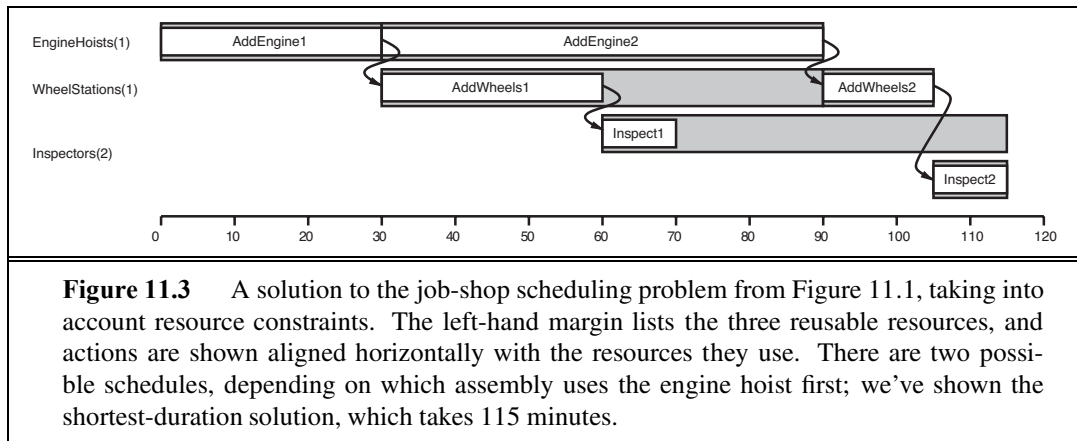 EngineHoists(1) AddEngine1 AddEngine2
WheelStations(1) AddWheels1 AddWheels2
Inspect1
Inspectors(2)
Inspect2
0 10 20 30 40 50 60 70 80 90 100 110 120
Figure 11.3 A solution to the job-shop scheduling problem from Figure 11.1, taking into
account resource constraints. The left-hand margin lists the three reusable resources, and
actions are shown aligned horizontally with the resources they use. There are two possi-
ble schedules, depending on which assembly uses the engine hoist first; we've shown the
shortest-duration solution, which takes 115 minutes.